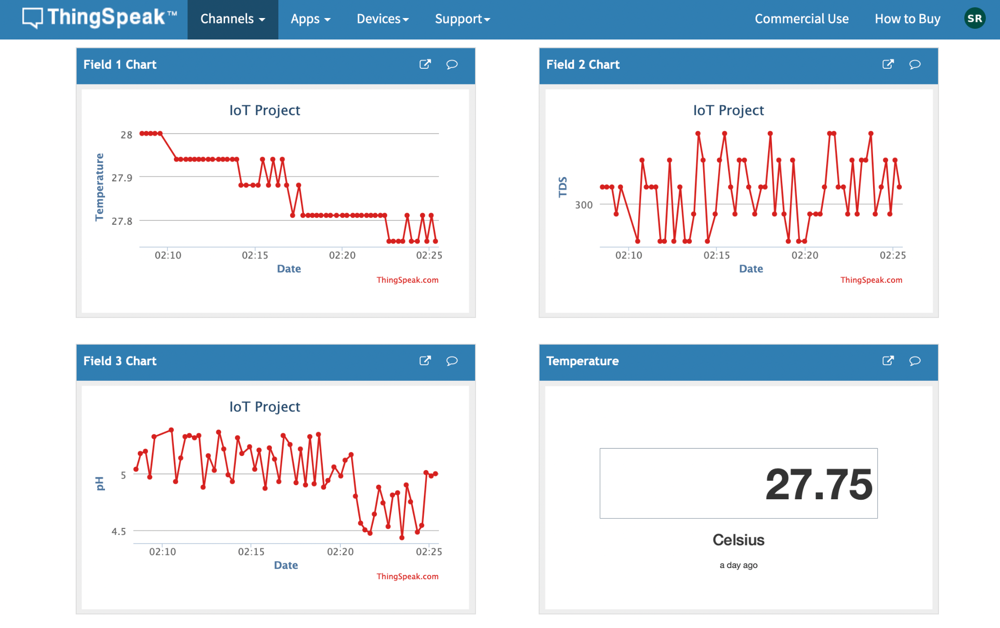 ThingSpeak™ Channels Apps Devices Support Commercial Use How to Buy SR
Field 1 Chart
IoT Project
Temperature
28
27.9
27.8
02:10 02:15 02:20 02:25
Date
ThingSpeak.com
Field 2 Chart
IoT Project
TDS
300
02:10 02:15 02:20 02:25
Date
ThingSpeak.com
Field 3 Chart
IoT Project
pH
5
4.5
02:10 02:15 02:20 02:25
Date
ThingSpeak.com
Temperature
27.75
Celsius
a day ago